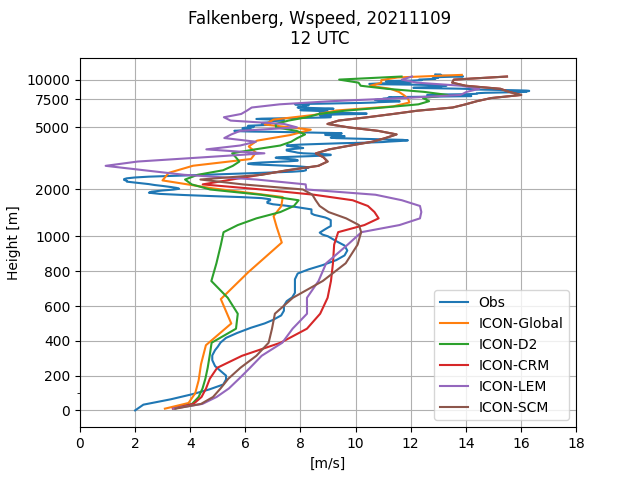 Falkenberg, Wspeed, 20211109
12 UTC
Height [m]
10000
7500
5000
2000
1000
800
600
400
200
0
Obs
ICON-Global
ICON-D2
ICON-CRM
ICON-LEM
ICON-SCM
0 2 4 6 8 10 12 14 16 18
[m/s]